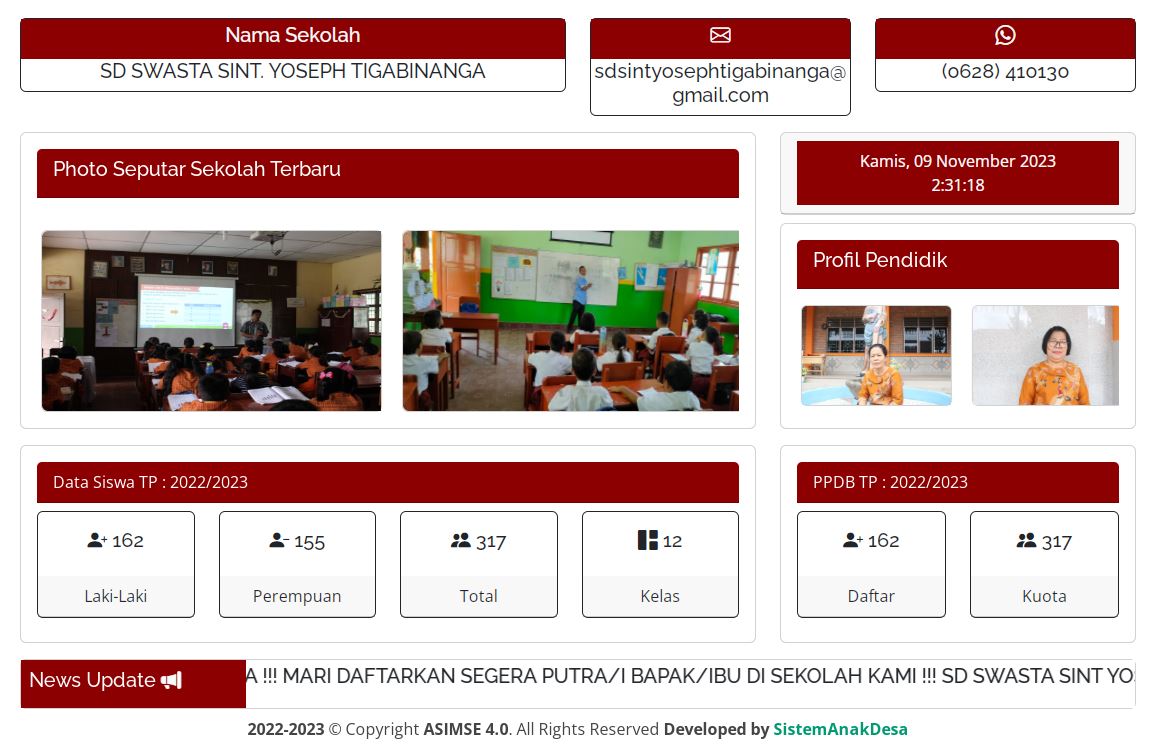 Nama Sekolah
SD SWASTA SINT. YOSEPH TIGABINANGA
sdsintyosephtigabinanga@
gmail.com
(0628) 410130
Photo Seputar Sekolah Terbaru
Kamis, 09 November 2023
2:31:18
Profil Pendidik
Data Siswa TP : 2022/2023
162
Laki-Laki
155
Perempuan
317
Total
12
Kelas
PPDB TP : 2022/2023
162
Daftar
317
Kuota
News Update
A !!! MARI DAFTARKAN SEGERA PUTRA/I BAPAK/IBU DI SEKOLAH KAMI !!! SD SWASTA SINT YO
2022-2023 © Copyright ASIMSE 4.0. All Rights Reserved Developed by SistemAnakDesa